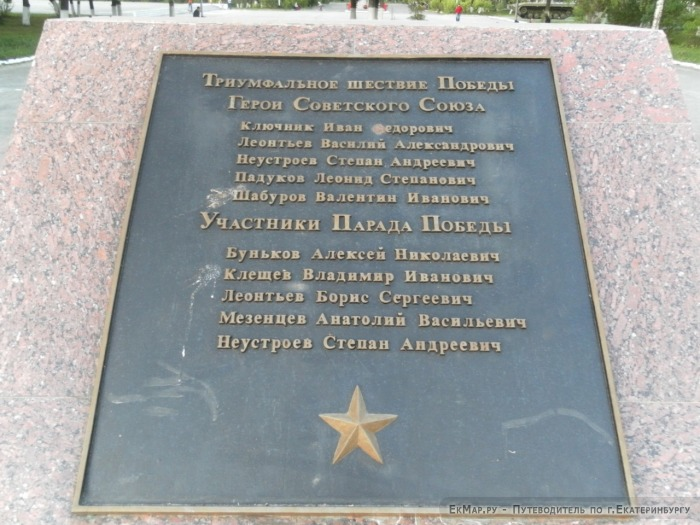 Триумфальное шествие Победы
Герои Советского Союза
Ключник Иван Федорович
Леонтьев Василий Александрович
Неустроев Степан Андреевич
Падуков Леонид Степанович
Шабуров Валентин Иванович
Участники Парада Победы
Буньков Алексей Николаевич
Клещев Владимир Иванович
Леонтьев Борис Сергеевич
Мезенцев Анатолий Васильевич
Неустроев Степан Андреевич
ЕкМар.ру - Путеводитель по г.Екатеринбургу